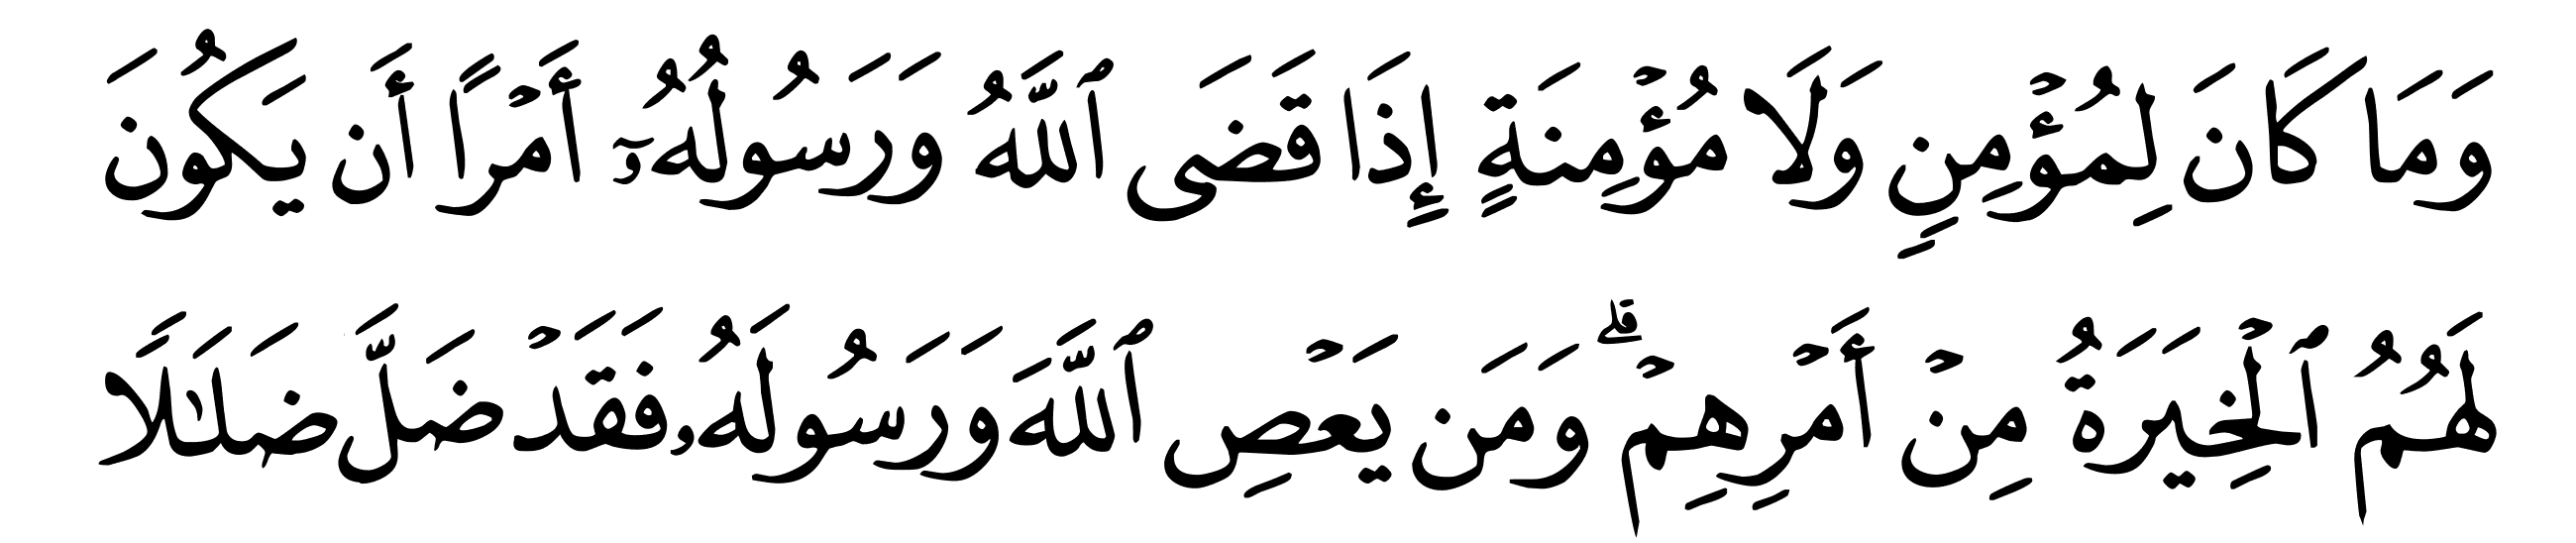 وَمَا كَانَ لِمُؤْمِنٍ وَلَا مُؤْمِنَةٍ إِذَا قَضَى ٱللَّهُ وَرَسُولُهُۥٓ أَمْرًا أَن يَكُونَ
لَهُمُ ٱلْخِيَرَةُ مِنْ أَمْرِهِمْ ۗ وَمَن يَعْصِ ٱللَّهَ وَرَسُولَهُۥ فَقَدْ ضَلَّ ضَلَـٰلًا